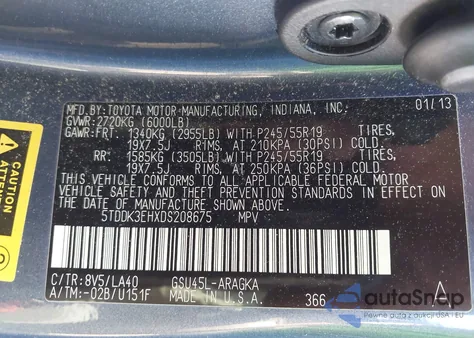 MFD. BY: TOYOTA MOTOR MANUFACTURING, INDIANA, INC. 01/13
GVWR: 2720KG (6000LB)
GAWR: FRT. 1340KG (2955LB) WITH P245/55R19 TIRES,
19X7.5J RIMS, AT 210KPA (30PSI) COLD.
RR. 1585KG (3505LB) WITH P245/55R19 TIRES,
19X7.5J RIMS, AT 250KPA (36PSI) COLD.
THIS VEHICLE CONFORMS TO ALL APPLICABLE FEDERAL MOTOR
VEHICLE SAFETY AND THEFT PREVENTION STANDARDS IN EFFECT ON
THE DATE OF MANUFACTURE SHOWN ABOVE.
5TDDK3EHXDS208675 MPV
C/TR: 8V5/LA40 GSU45L-ARAGKA
A/TM: -02B/U151F MADE IN U.S.A. 366 A
CAUTION
ATTENTION
autoSnap